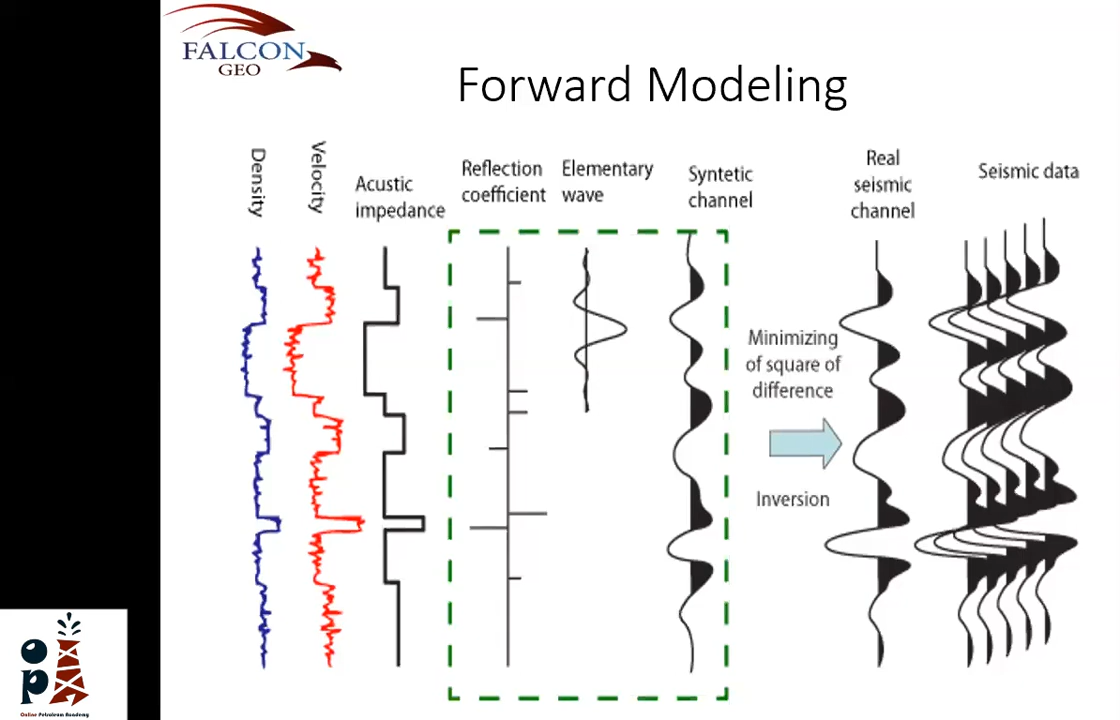 FALCON
GEO
Forward Modeling
Density
Velocity
Acustic
impedance
Reflection
coefficient
Elementary
wave
Syntetic
channel
Real
seismic
channel
Seismic data
Minimizing
of square of
difference
Inversion
OP
Online Petroleum Academy